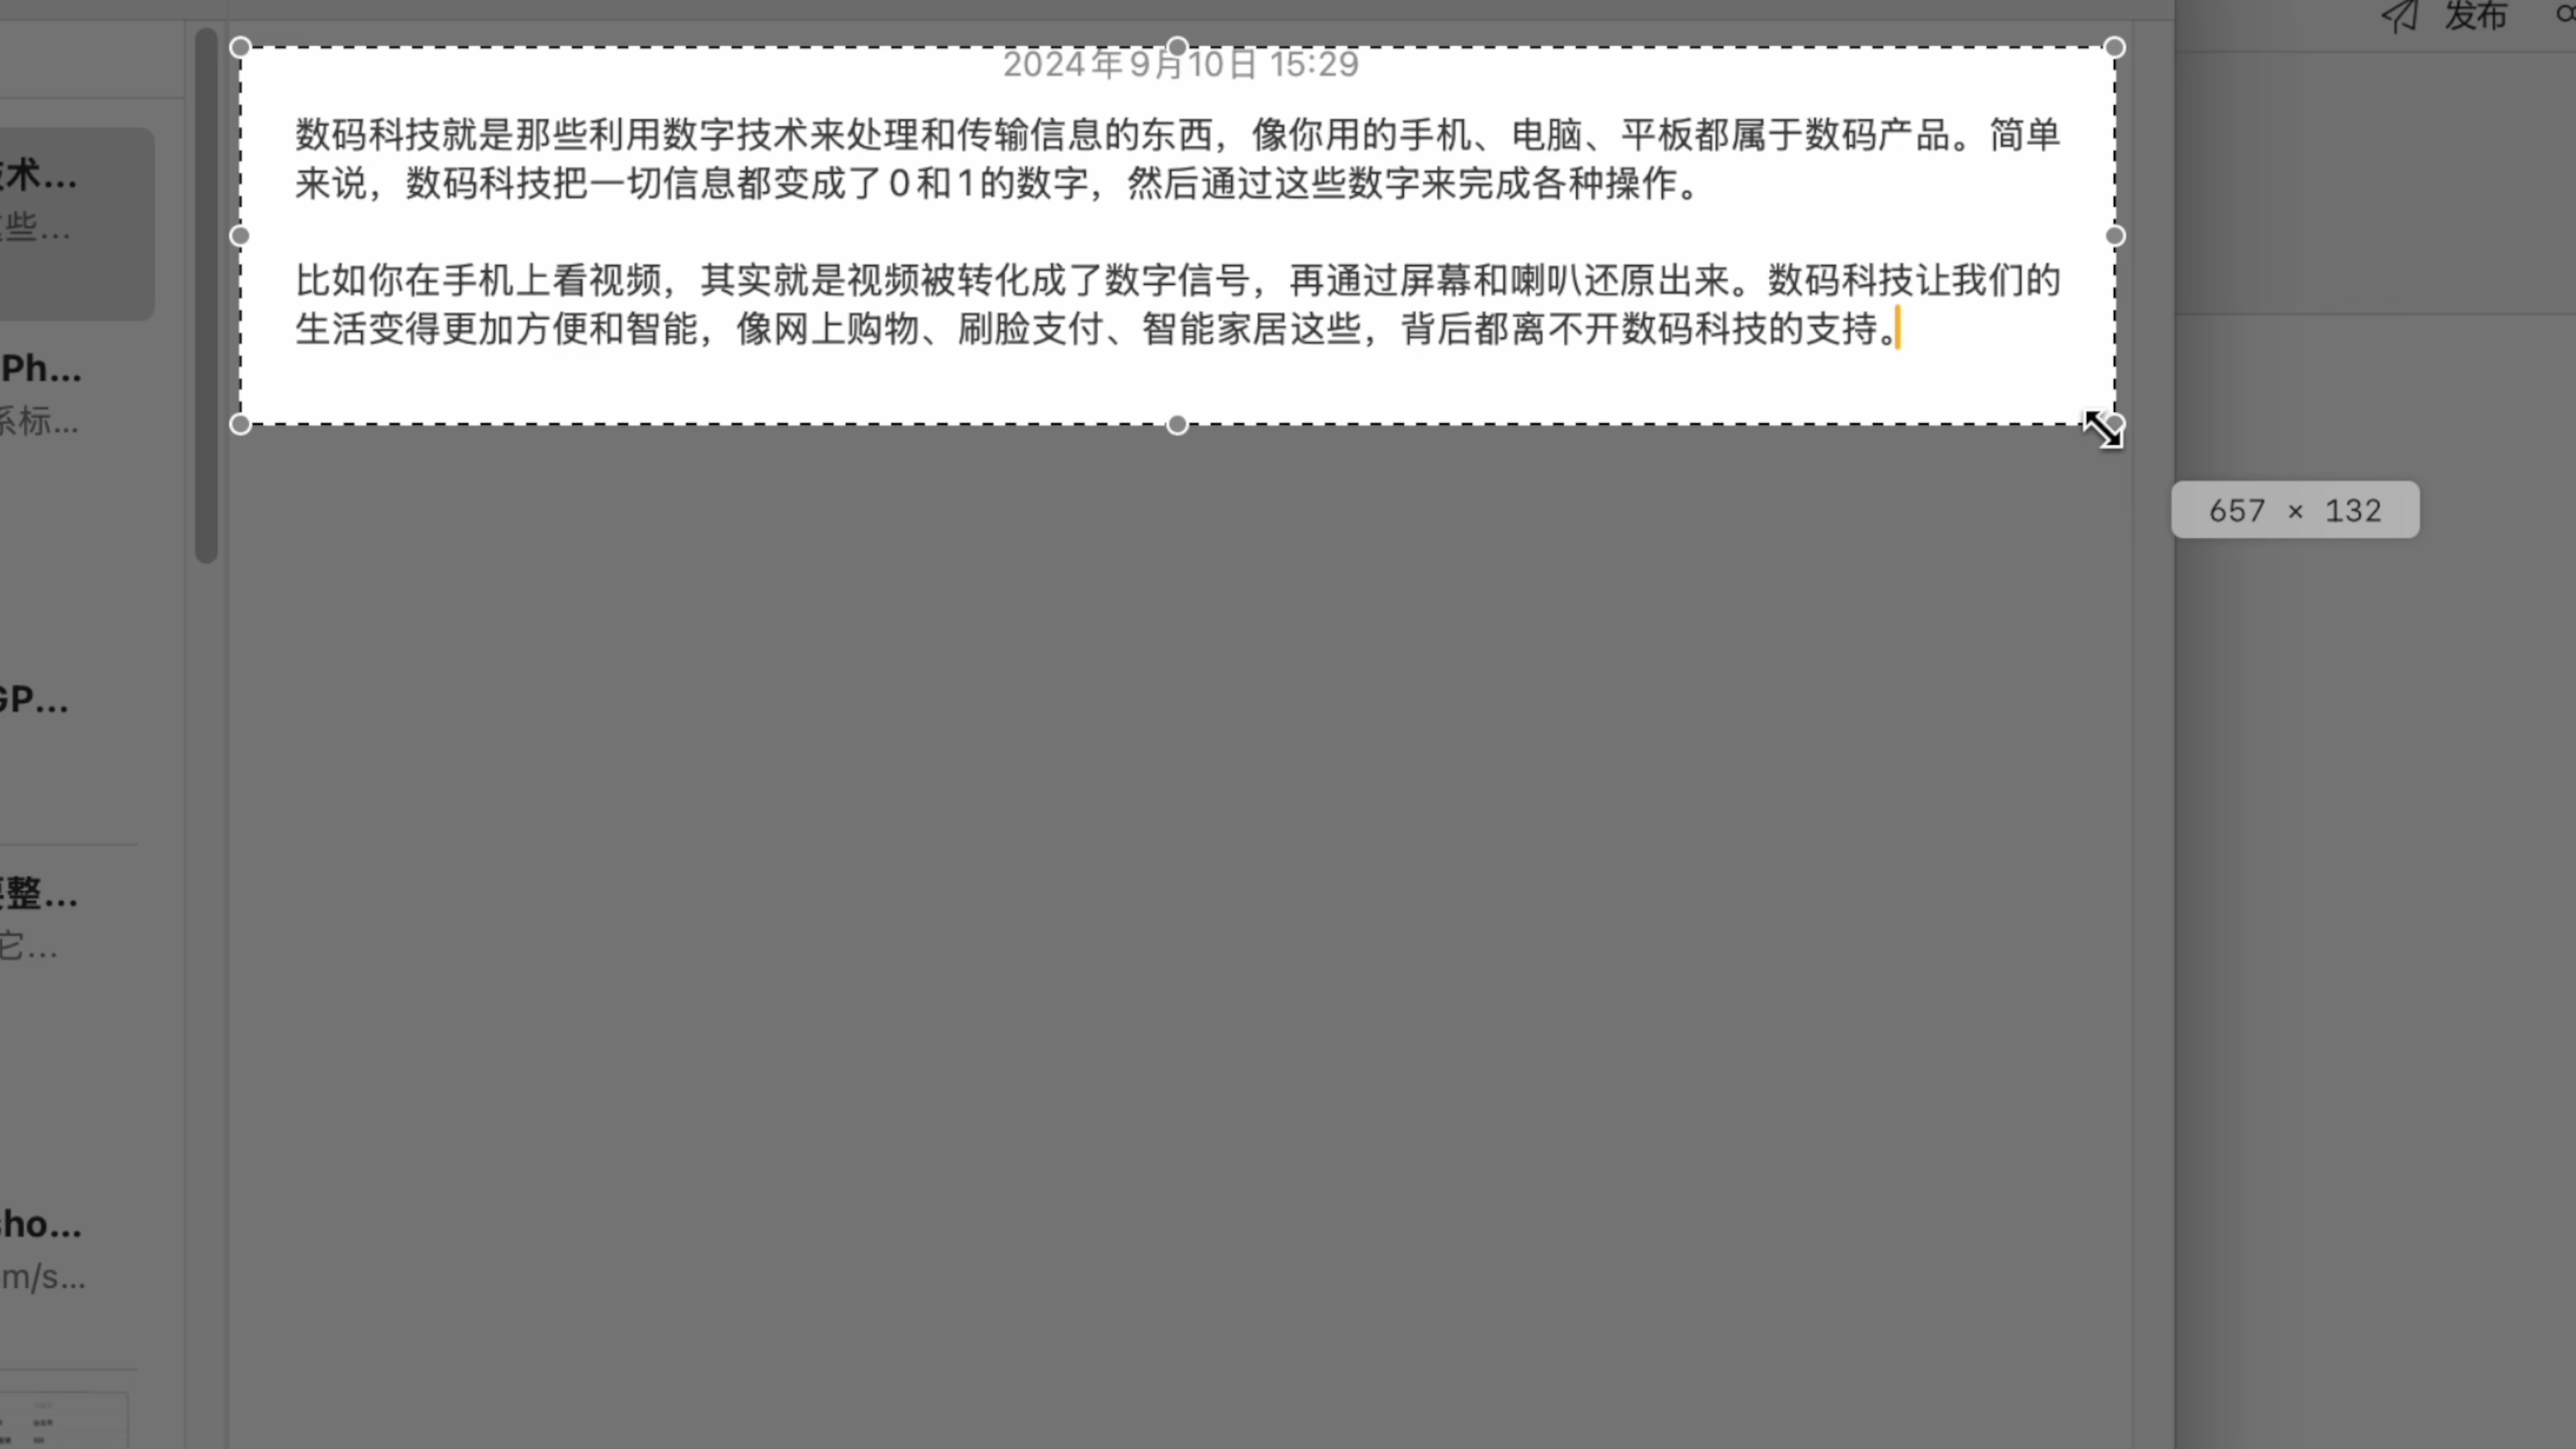 发布
2024年9月10日 15:29
数码科技就是那些利用数字技术来处理和传输信息的东西，像你用的手机、电脑、平板都属于数码产品。简单
来说，数码科技把一切信息都变成了0和1的数字，然后通过这些数字来完成各种操作。
比如你在手机上看视频，其实就是视频被转化成了数字信号，再通过屏幕和喇叭还原出来。数码科技让我们的
生活变得更加方便和智能，像网上购物、刷脸支付、智能家居这些，背后都离不开数码科技的支持。
657 × 132
术...
些...
Ph...
系标...
GP...
整...
它...
sho...
m/s...